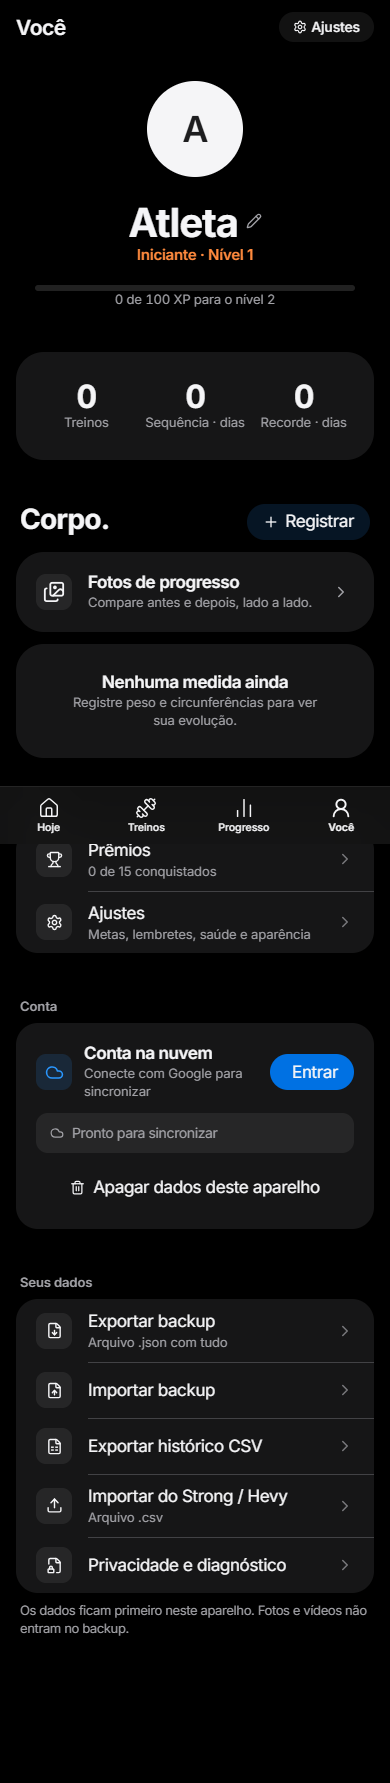 Você
Ajustes
A
Atleta
Iniciante · Nível 1
0 de 100 XP para o nível 2
0
0
0
Treinos
Sequência · dias
Recorde · dias
Corpo.
+ Registrar
Fotos de progresso
Compare antes e depois, lado a lado.
Nenhuma medida ainda
Registre peso e circunferências para ver
sua evolução.
Hoje
Treinos
Progresso
Você
Prêmios
0 de 15 conquistados
Ajustes
Metas, lembretes, saúde e aparência
Conta
Conta na nuvem
Conecte com Google para
sincronizar
Entrar
Pronto para sincronizar
Apagar dados deste aparelho
Seus dados
Exportar backup
Arquivo .json com tudo
Importar backup
Exportar histórico CSV
Importar do Strong / Hevy
Arquivo .csv
Privacidade e diagnóstico
Os dados ficam primeiro neste aparelho. Fotos e vídeos não
entram no backup.